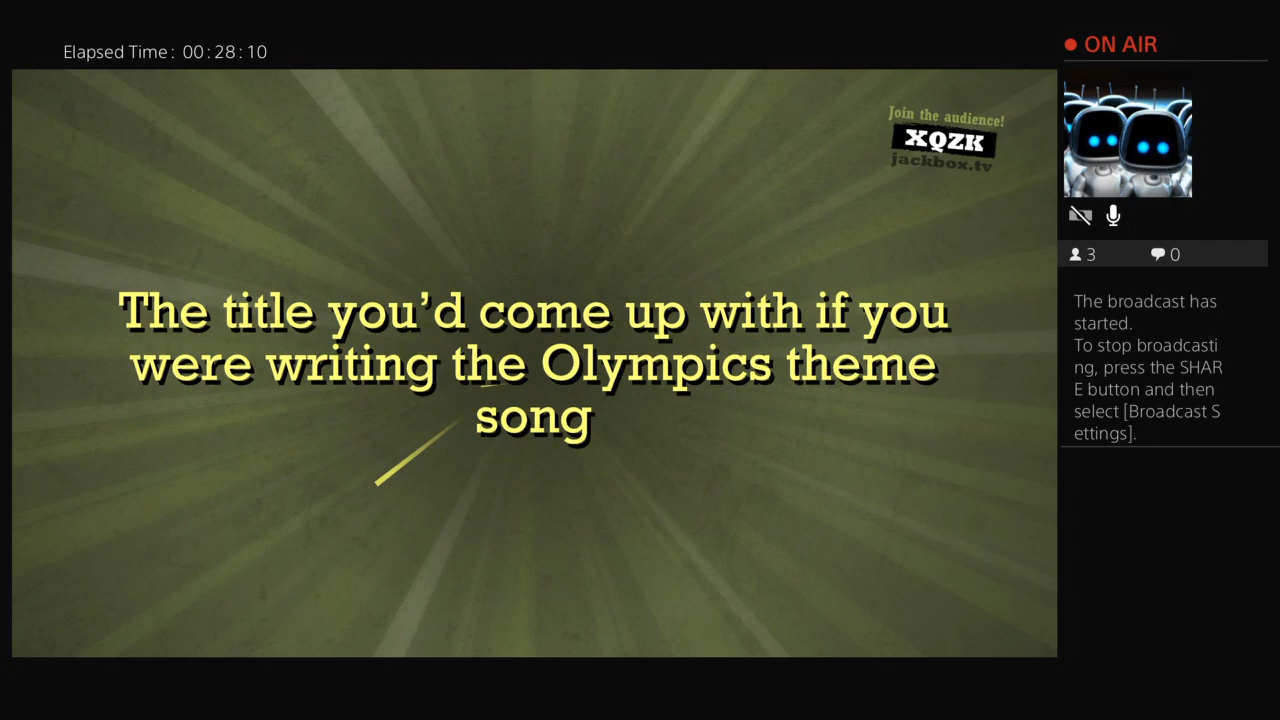 Elapsed Time: 00:28:10
ON AIR
Join the audience!
XQZK
jackbox.tv
3
0
The title you’d come up with if you
were writing the Olympics theme
song
The broadcast has
started.
To stop broadcasti
ng, press the SHAR
E button and then
select [Broadcast S
ettings].